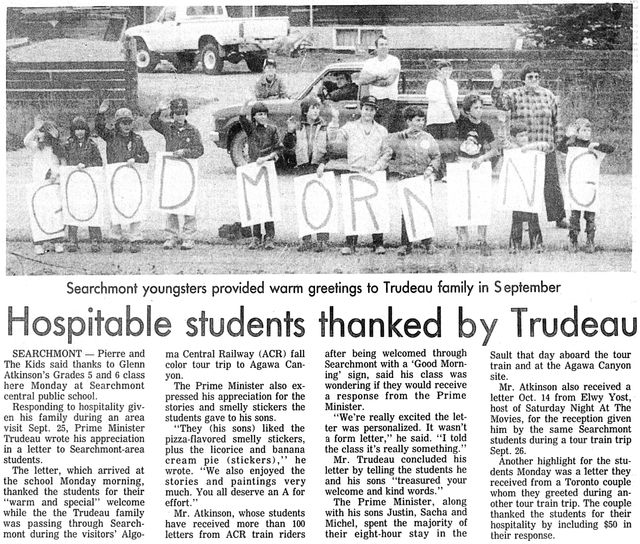 GOOD MORNING
Searchmont youngsters provided warm greetings to Trudeau family in September
Hospitable students thanked by Trudeau
SEARCHMONT — Pierre and
The Kids said thanks to Glenn
Atkinson's Grades 5 and 6 class
here Monday at Searchmont
central public school.
Responding to hospitality giv-
en his family during an area
visit Sept. 25, Prime Minister
Trudeau wrote his appreciation
in a letter to Searchmont-area
students.
The letter, which arrived at
the school Monday morning,
thanked the students for their
"warm and special" welcome
while the the Trudeau family
was passing through Search-
mont during the visitors' Algo-
ma Central Railway (ACR) fall
color tour trip to Agawa Can-
yon.
The Prime Minister also ex-
pressed his appreciation for the
stories and smelly stickers the
students gave to his sons.
"They (his sons) liked the
pizza-flavored smelly stickers,
plus the licorice and banana
cream pie (stickers)," he
wrote. "We also enjoyed the
stories and paintings very
much. You all deserve an A for
effort."
Mr. Atkinson, whose students
have received more than 100
letters from ACR train riders
after being welcomed through
Searchmont with a 'Good Morn-
ing' sign, said his class was
wondering if they would receive
a response from the Prime
Minister.
"We're really excited the let-
ter was personalized. It wasn't
a form letter," he said. "I told
the class it's really something."
Mr. Trudeau concluded his
letter by telling the students he
and his sons "treasured your
welcome and kind words."
The Prime Minister, along
with his sons Justin, Sacha and
Michel, spent the majority of
their eight-hour stay in the
Sault that day aboard the tour
train and at the Agawa Canyon
site.
Mr. Atkinson also received a
letter Oct. 14 from Elwy Yost,
host of Saturday Night At The
Movies, for the reception given
him by the same Searchmont
students during a tour train trip
Sept. 26.
Another highlight for the stu-
dents Monday was a letter they
received from a Toronto couple
whom they greeted during an-
other tour train trip. The couple
thanked the students for their
hospitality by including $50 in
their response.